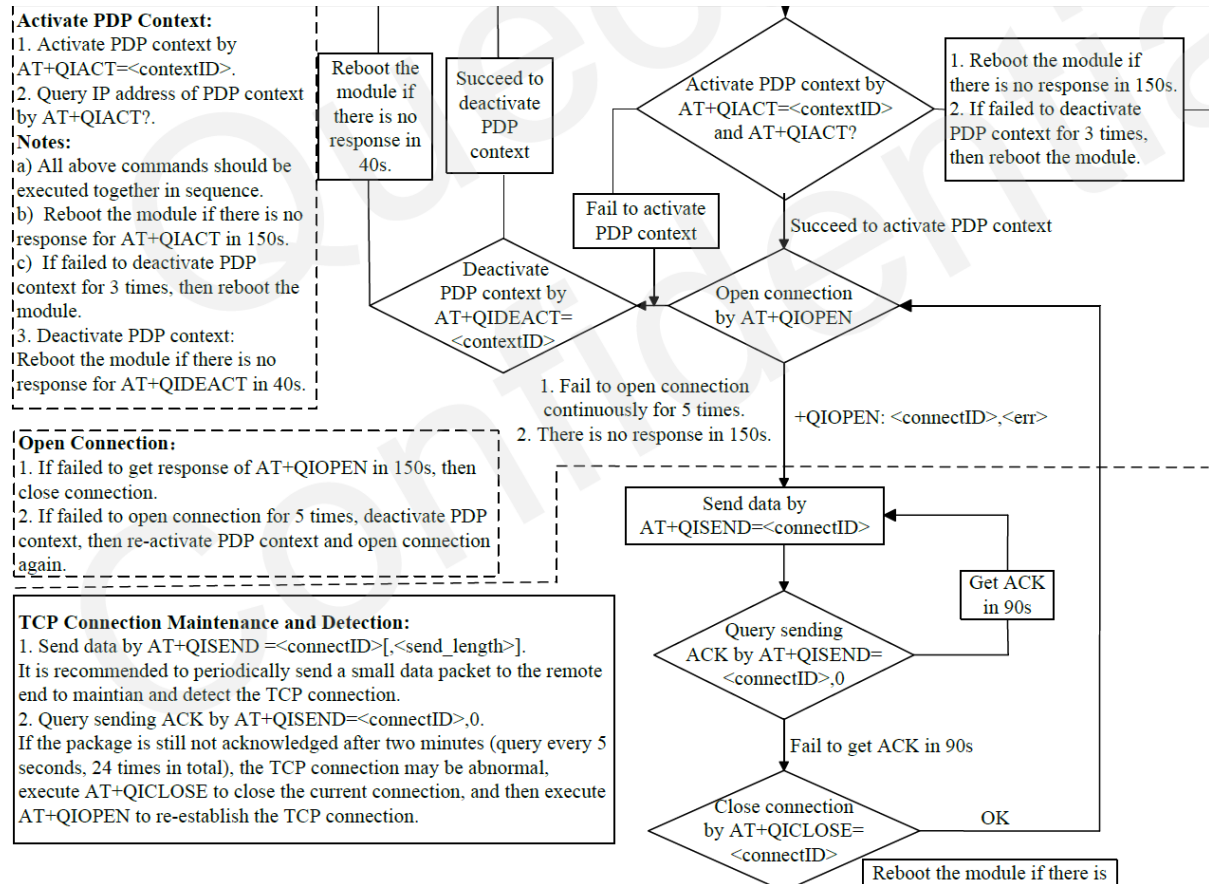 Activate PDP Context:
1. Activate PDP context by
AT+QIACT=<contextID>.
2. Query IP address of PDP context
by AT+QIACT?.
Notes:
a) All above commands should be
executed together in sequence.
b)  Reboot the module if there is no
response for AT+QIACT in 150s.
c)  If failed to deactivate PDP
context for 3 times, then reboot the
module.
3. Deactivate PDP context:
Reboot the module if there is no
response for AT+QIDEACT in 40s.
Reboot the
module if
there is no
response in
40s.
Succeed to
deactivate
PDP
context
Activate PDP context by
AT+QIACT=<contextID>
and AT+QIACT?
1. Reboot the module if
there is no response in 150s.
2. If failed to deactivate
PDP context for 3 times,
then reboot the module.
Fail to activate
PDP context
Succeed to activate PDP context
Deactivate
PDP context by
AT+QIDEACT=
<contextID>
Open connection
by AT+QIOPEN
1. Fail to open connection
continuously for 5 times.
2. There is no response in 150s.
+QIOPEN: <connectID>,<err>
Open Connection:
1. If failed to get response of AT+QIOPEN in 150s, then
close connection.
2. If failed to open connection for 5 times, deactivate PDP
context, then re-activate PDP context and open connection
again.
Send data by
AT+QISEND=<connectID>
Get ACK
in 90s
Query sending
ACK by AT+QISEND=
<connectID>,0
Fail to get ACK in 90s
TCP Connection Maintenance and Detection:
1. Send data by AT+QISEND =<connectID>[,<send_length>].
It is recommended to periodically send a small data packet to the remote
end to maintian and detect the TCP connection.
2. Query sending ACK by AT+QISEND=<connectID>,0.
If the package is still not acknowledged after two minutes (query every 5
seconds, 24 times in total), the TCP connection may be abnormal,
execute AT+QICLOSE to close the current connection, and then execute
AT+QIOPEN to re-establish the TCP connection.
Close connection
by AT+QICLOSE=
<connectID>
OK
Reboot the module if there is
Confidential